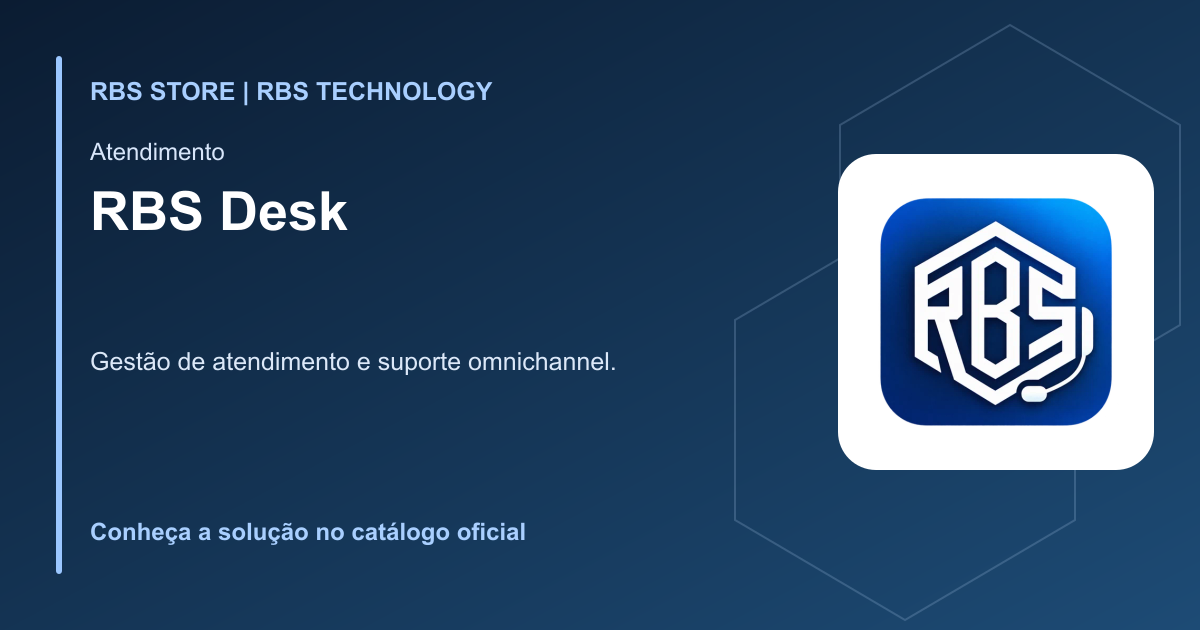 RBS STORE | RBS TECHNOLOGY
Atendimento
RBS Desk
RBS
Gestão de atendimento e suporte omnichannel.
Conheça a solução no catálogo oficial